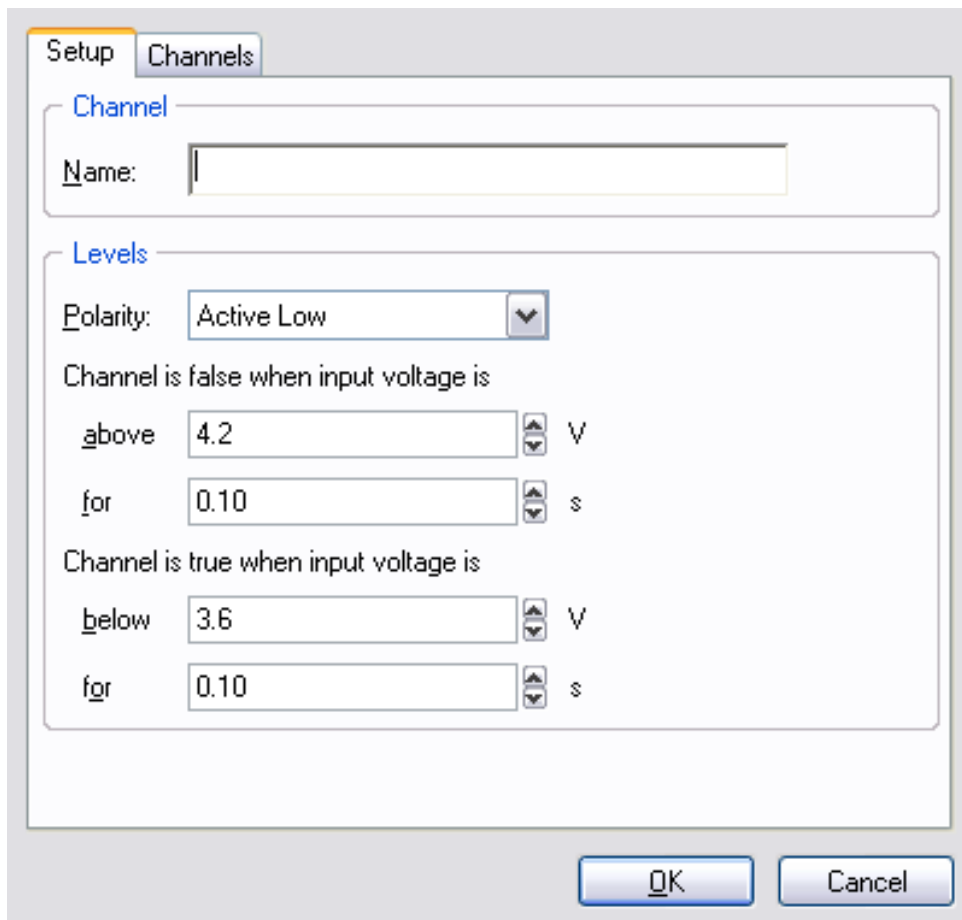 Setup Channels
Channel
Name:
Levels
Polarity: Active Low
Channel is false when input voltage is
above 4.2 V
for 0.10 s
Channel is true when input voltage is
below 3.6 V
for 0.10 s
OK Cancel